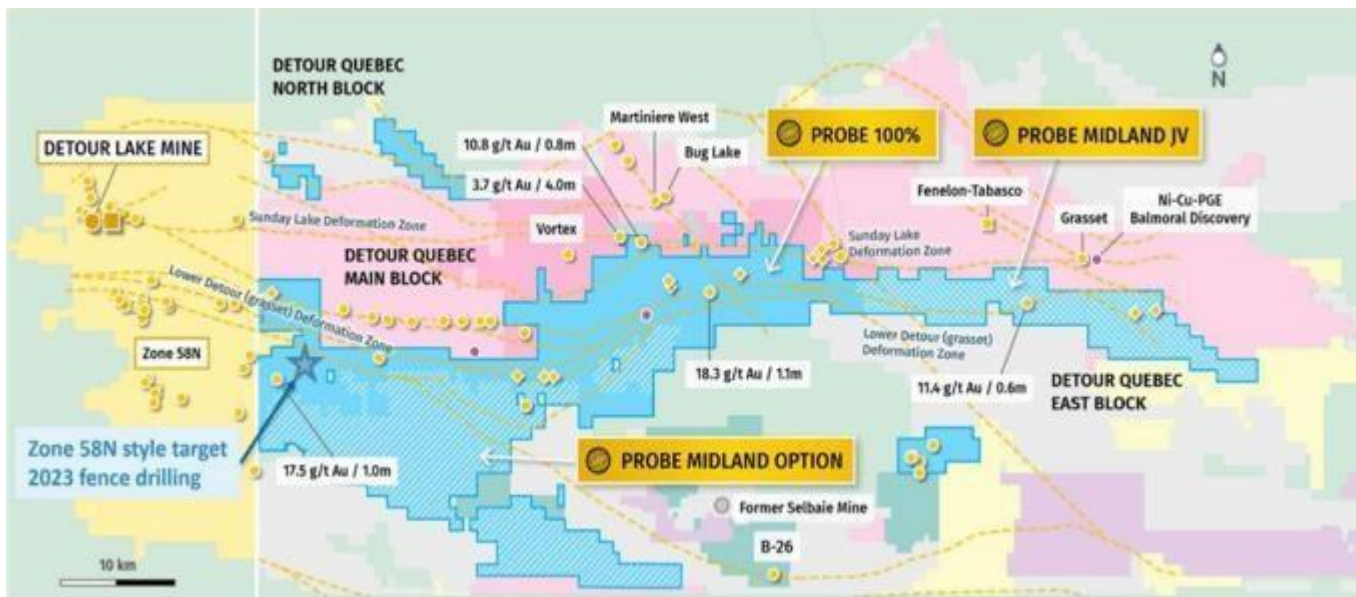 DETOUR QUEBEC
NORTH BLOCK
N
Martiniere West
10.8 g/t Au / 0.8m
PROBE 100%
PROBE MIDLAND JV
DETOUR LAKE MINE
Bug Lake
3.7 g/t Au / 4.0m
Fenelon-Tabasco
Ni-Cu-PGE
Balmoral Discovery
Grasset
Sunday Lake Deformation Zone
Vortex
Sunday Lake
Deformation Zone
DETOUR QUEBEC
MAIN BLOCK
Lower Detour (grasset) Deformation Zone
Zone 58N
Lower Detour (grasset)
Deformation Zone
18.3 g/t Au / 1.1m
11.4 g/t Au / 0.6m
DETOUR QUEBEC
EAST BLOCK
Zone 58N style target
2023 fence drilling
17.5 g/t Au / 1.0m
PROBE MIDLAND OPTION
Former Selbaie Mine
B-26
10 km